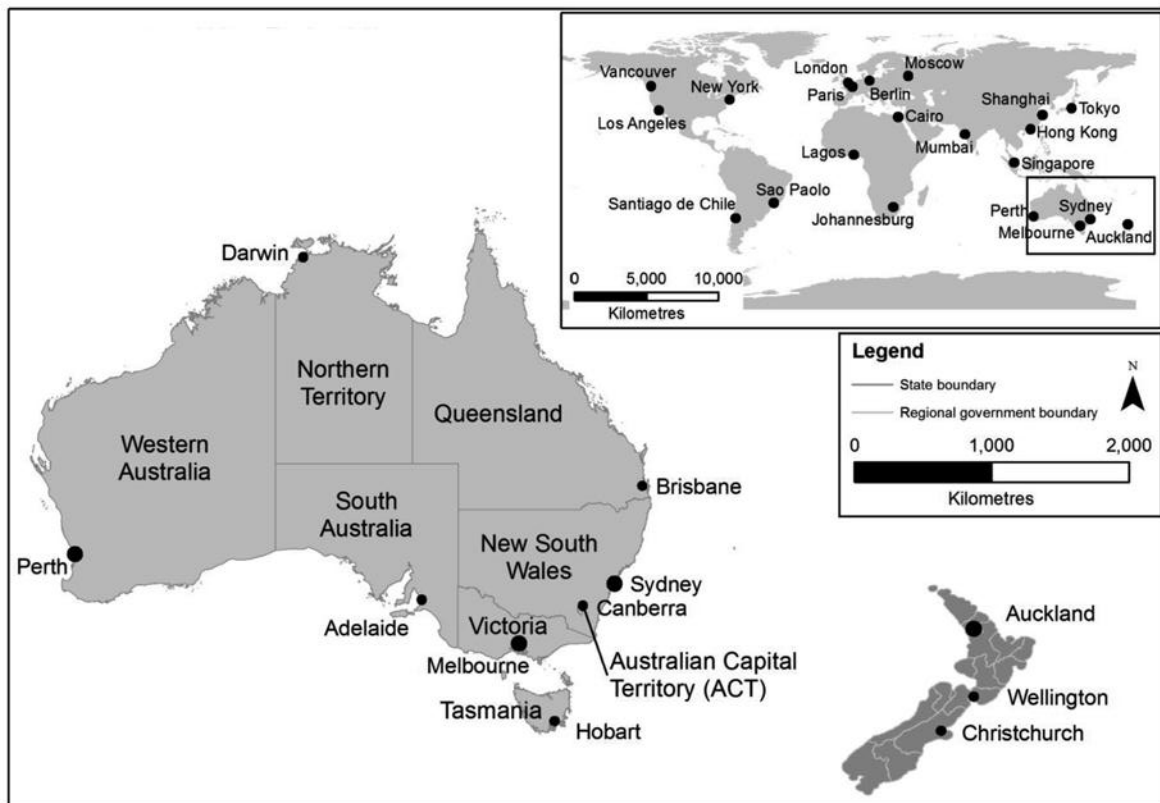 Vancouver
New York
London
Moscow
Paris
Berlin
Shanghai
Tokyo
Los Angeles
Cairo
Hong Kong
Mumbai
Lagos
Singapore
Sao Paolo
Santiago de Chile
Johannesburg
Perth
Sydney
Melbourne
Auckland
0 5,000 10,000
Kilometres
Legend
N
State boundary
Regional government boundary
0 1,000 2,000
Kilometres
Darwin
Northern
Territory
Queensland
Western
Australia
South
Australia
Brisbane
New South
Wales
Perth
Sydney
Canberra
Adelaide
Victoria
Melbourne
Australian Capital
Territory (ACT)
Tasmania
Hobart
Auckland
Wellington
Christchurch